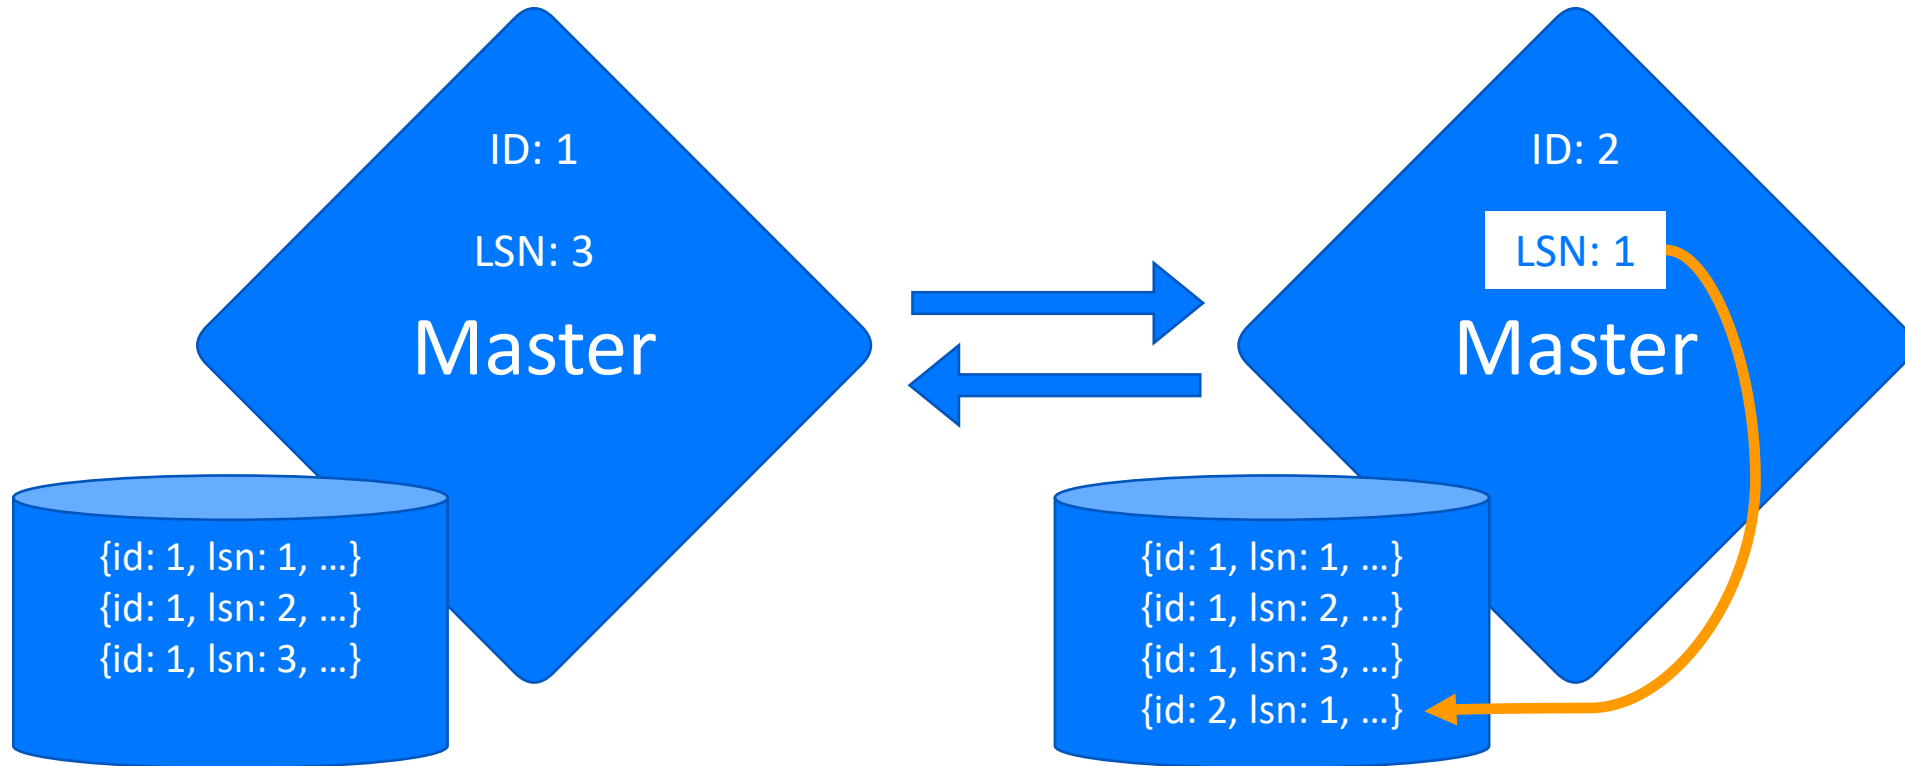 ID: 1
LSN: 3
Master
{id: 1, lsn: 1, …}
{id: 1, lsn: 2, …}
{id: 1, lsn: 3, …}
ID: 2
LSN: 1
Master
{id: 1, lsn: 1, …}
{id: 1, lsn: 2, …}
{id: 1, lsn: 3, …}
{id: 2, lsn: 1, …}